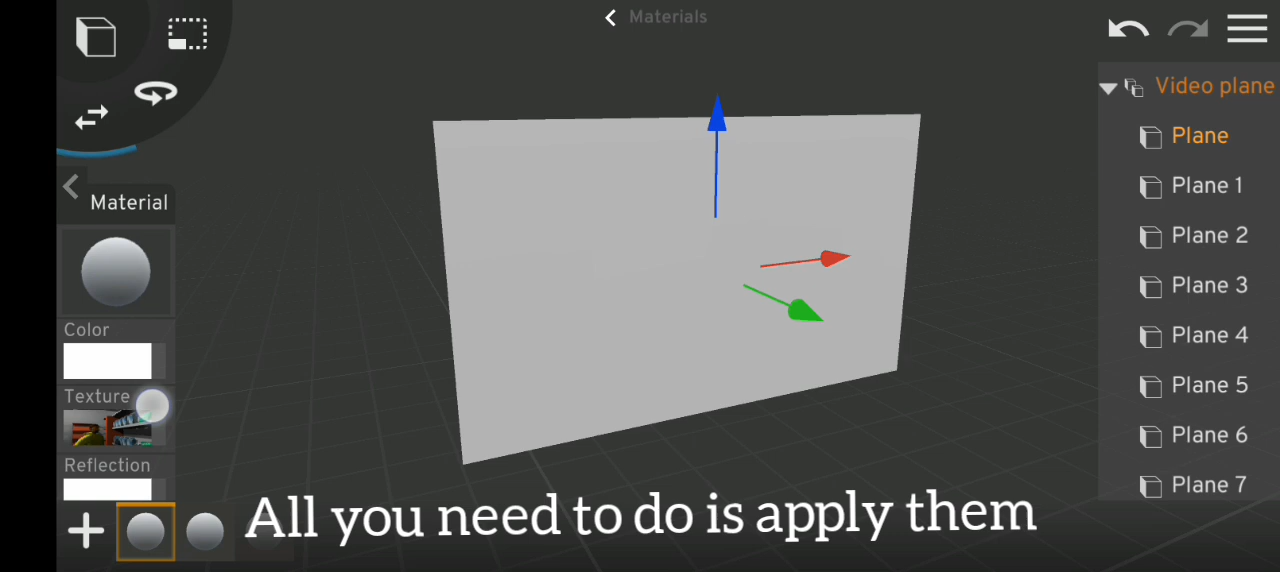 Materials
Video plane
Plane
Plane 1
Plane 2
Plane 3
Plane 4
Plane 5
Plane 6
Plane 7
Material
Color
Texture
Reflection
All you need to do is apply them